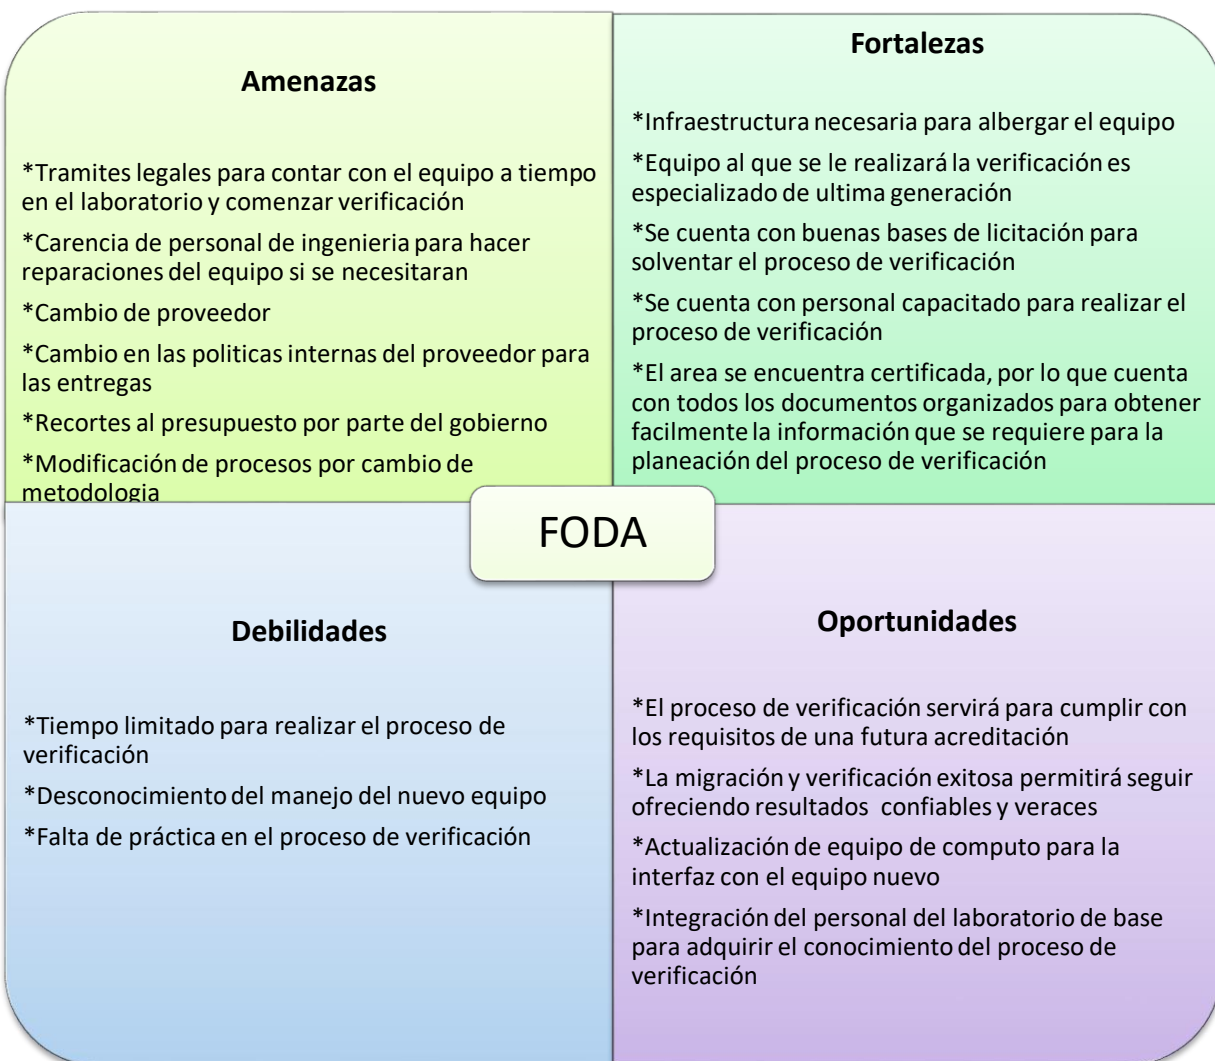 Amenazas
*Tramites legales para contar con el equipo a tiempo
en el laboratorio y comenzar verificación
*Carencia de personal de ingenieria para hacer
reparaciones del equipo si se necesitaran
*Cambio de proveedor
*Cambio en las politicas internas del proveedor para
las entregas
*Recortes al presupuesto por parte del gobierno
*Modificación de procesos por cambio de
metodologia
Fortalezas
*Infraestructura necesaria para albergar el equipo
*Equipo al que se le realizará la verificación es
especializado de ultima generación
*Se cuenta con buenas bases de licitación para
solventar el proceso de verificación
*Se cuenta con personal capacitado para realizar el
proceso de verificación
*El area se encuentra certificada, por lo que cuenta
con todos los documentos organizados para obtener
facilmente la información que se requiere para la
planeación del proceso de verificación
FODA
Debilidades
*Tiempo limitado para realizar el proceso de
verificación
*Desconocimiento del manejo del nuevo equipo
*Falta de práctica en el proceso de verificación
Oportunidades
*El proceso de verificación servirá para cumplir con
los requisitos de una futura acreditación
*La migración y verificación exitosa permitirá seguir
ofreciendo resultados confiables y veraces
*Actualización de equipo de computo para la
interfaz con el equipo nuevo
*Integración del personal del laboratorio de base
para adquirir el conocimiento del proceso de
verificación